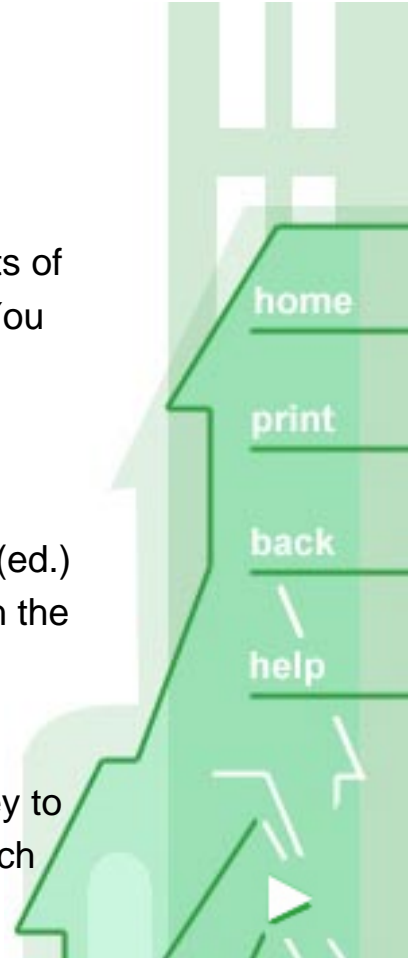 ts of
You
(ed.)
n the
y to
ch
home
print
back
help